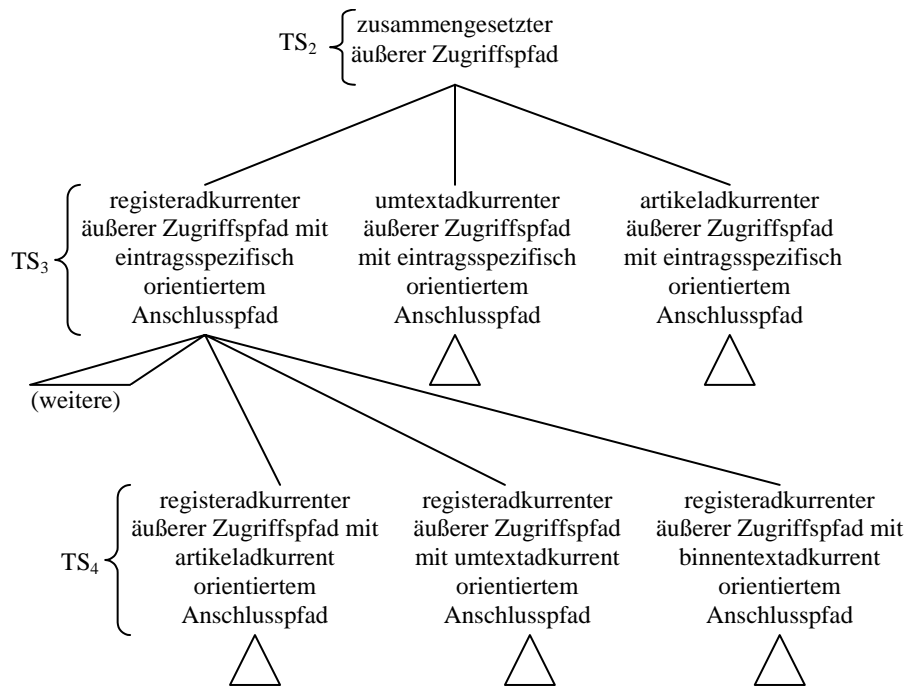 TS₂
zusammengesetzter
äußerer Zugriffspfad
TS₃
registeradkurrenter
äußerer Zugriffspfad mit
eintragsspezifisch
orientiertem
Anschlusspfad
umtextadkurrenter
äußerer Zugriffspfad
mit eintragsspezifisch
orientiertem
Anschlusspfad
artikeladkurrenter
äußerer Zugriffspfad
mit eintragsspezifisch
orientiertem
Anschlusspfad
(weitere)
TS₄
registeradkurrenter
äußerer Zugriffspfad mit
artikeladkurrent
orientiertem
Anschlusspfad
registeradkurrenter
äußerer Zugriffspfad
mit umtextadkurrent
orientiertem
Anschlusspfad
registeradkurrenter
äußerer Zugriffspfad mit
binnentextadkurrent
orientiertem
Anschlusspfad